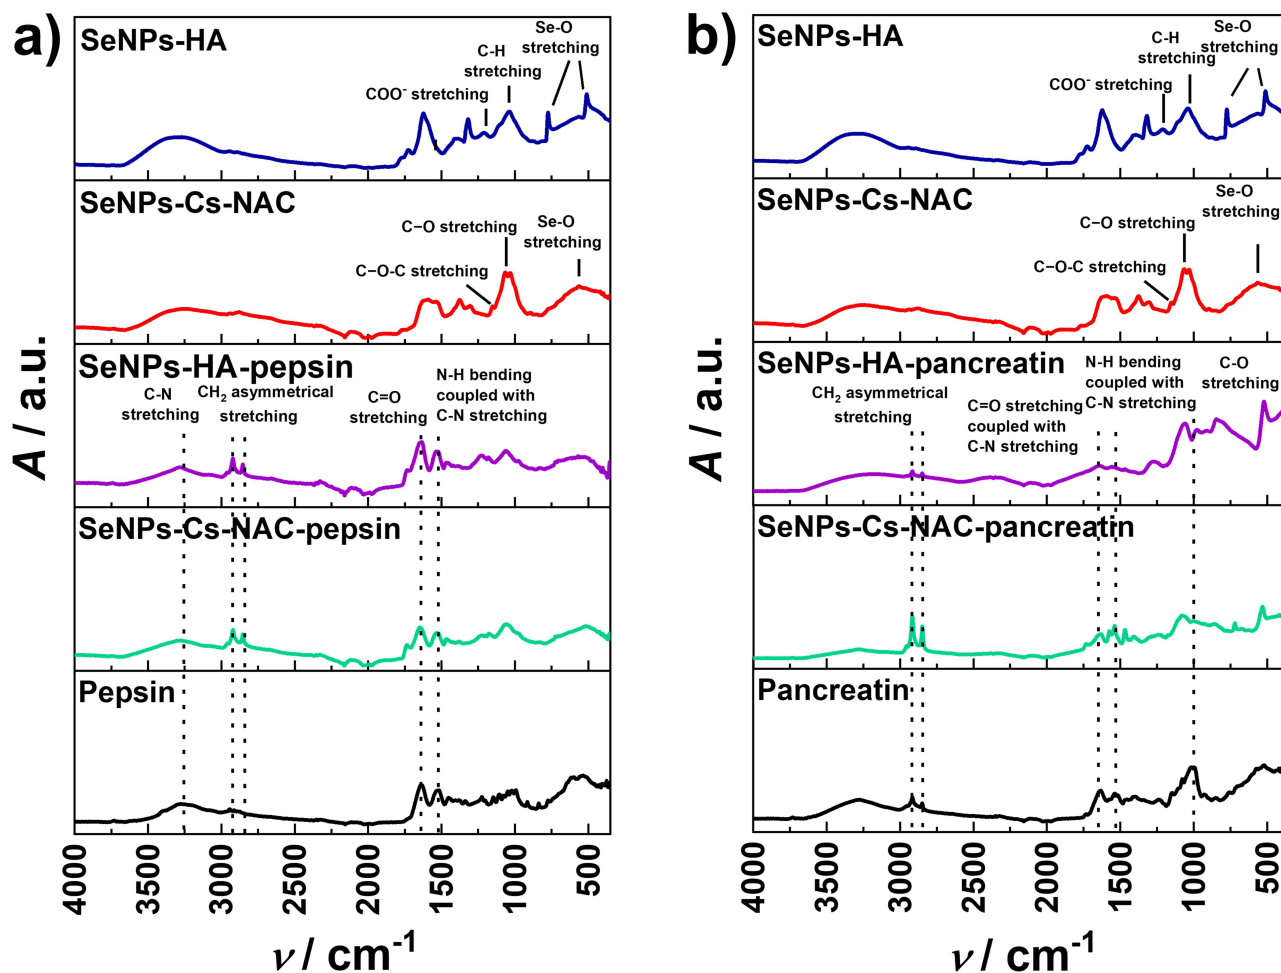 a)
A / a.u.
SeNPs-HA
COO⁻ stretching
C-H
stretching
Se-O
stretching
SeNPs-Cs-NAC
C−O stretching
C−O-C stretching
Se-O
stretching
SeNPs-HA-pepsin
C-N
stretching
CH₂ asymmetrical
stretching
C=O
stretching
N-H bending
coupled with
C-N stretching
SeNPs-Cs-NAC-pepsin
Pepsin
4000
3500
3000
2500
2000
1500
1000
500
ν / cm⁻¹
b)
A / a.u.
SeNPs-HA
COO⁻ stretching
C-H
stretching
Se-O
stretching
SeNPs-Cs-NAC
C−O stretching
C−O-C stretching
Se-O
stretching
SeNPs-HA-pancreatin
CH₂ asymmetrical
stretching
C=O stretching
coupled with
C-N stretching
N-H bending
coupled with
C-N stretching
C-O
stretching
SeNPs-Cs-NAC-pancreatin
Pancreatin
4000
3500
3000
2500
2000
1500
1000
500
ν / cm⁻¹